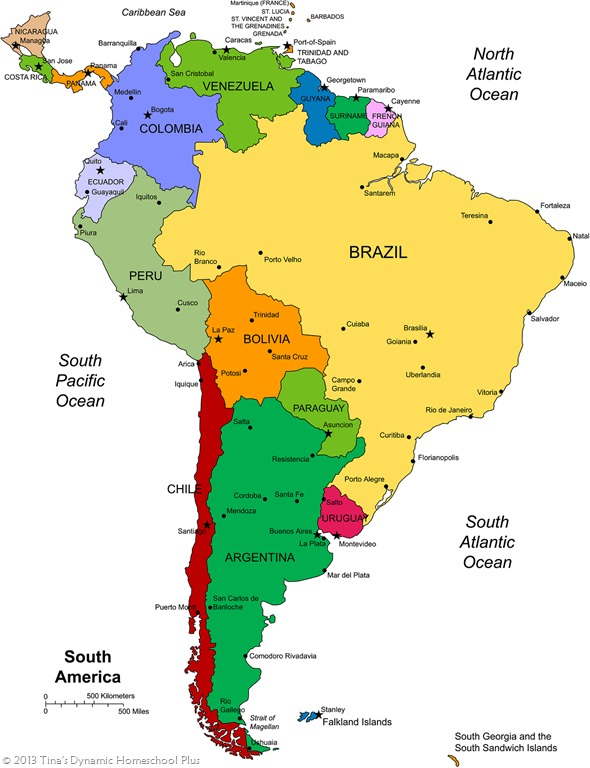 Caribbean Sea
Martinique (FRANCE)
ST. LUCIA
ST. VINCENT AND
THE GRENADINES
GRENADA
BARBADOS
NICARAGUA
Managua
San Jose
COSTA RICA
Panama
PANAMA
Barranquilla
Caracas
Valencia
Port-of-Spain
TRINIDAD AND
TABAGO
North
Atlantic
Ocean
San Cristobal
VENEZUELA
Medellin
Bogota
Cali
COLOMBIA
Georgetown
GUYANA
Paramaribo
SURINAME
Cayenne
FRENCH
GUIANA
Quito
ECUADOR
Guayaquil
Iquitos
Piura
Macapa
Santarem
Teresina
Fortaleza
Natal
Maceio
Salvador
Rio
Branco
Porto Velho
BRAZIL
PERU
Lima
Cusco
Trinidad
La Paz
BOLIVIA
Santa Cruz
Potosi
Cuiaba
Brasilia
Goiania
Uberlandia
Campo
Grande
Vitoria
Rio de Janeiro
South
Pacific
Ocean
Arica
Iquique
PARAGUAY
Asuncion
Curitiba
Florianopolis
Salta
Resistencia
Porto Alegre
CHILE
Cordoba
Santa Fe
Salto
Mendoza
URUGUAY
Santiago
Buenos Aires
La Plata
Montevideo
ARGENTINA
Mar del Plata
South
Atlantic
Ocean
Puerto Mont
San Carlos de
Bariloche
Comodoro Rivadavia
South
America
0 500 Kilometers
0 500 Miles
Rio
Gallego
Strait of
Magellan
Stanley
Falkland Islands
Ushuaia
South Georgia and the
South Sandwich Islands
© 2013 Tina's Dynamic Homeschool Plus